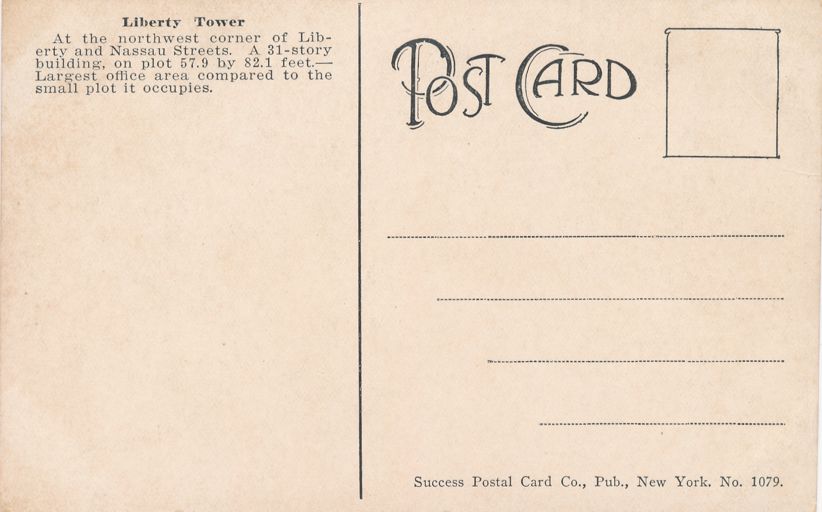 Liberty Tower
At the northwest corner of Lib-
erty and Nassau Streets. A 31-story
building, on plot 57.9 by 82.1 feet.—
Largest office area compared to the
small plot it occupies.
POST CARD
Success Postal Card Co., Pub., New York. No. 1079.